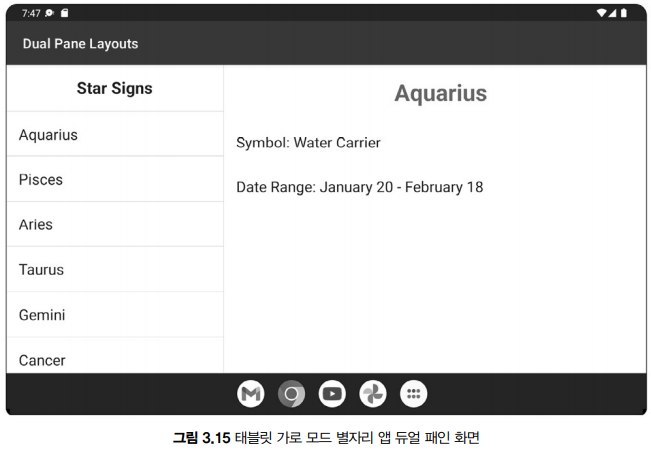 7:47
Dual Pane Layouts
Star Signs
Aquarius
Pisces
Aries
Taurus
Gemini
Cancer
Aquarius
Symbol: Water Carrier
Date Range: January 20 - February 18
그림 3.15 태블릿 가로 모드 별자리 앱 듀얼 패인 화면